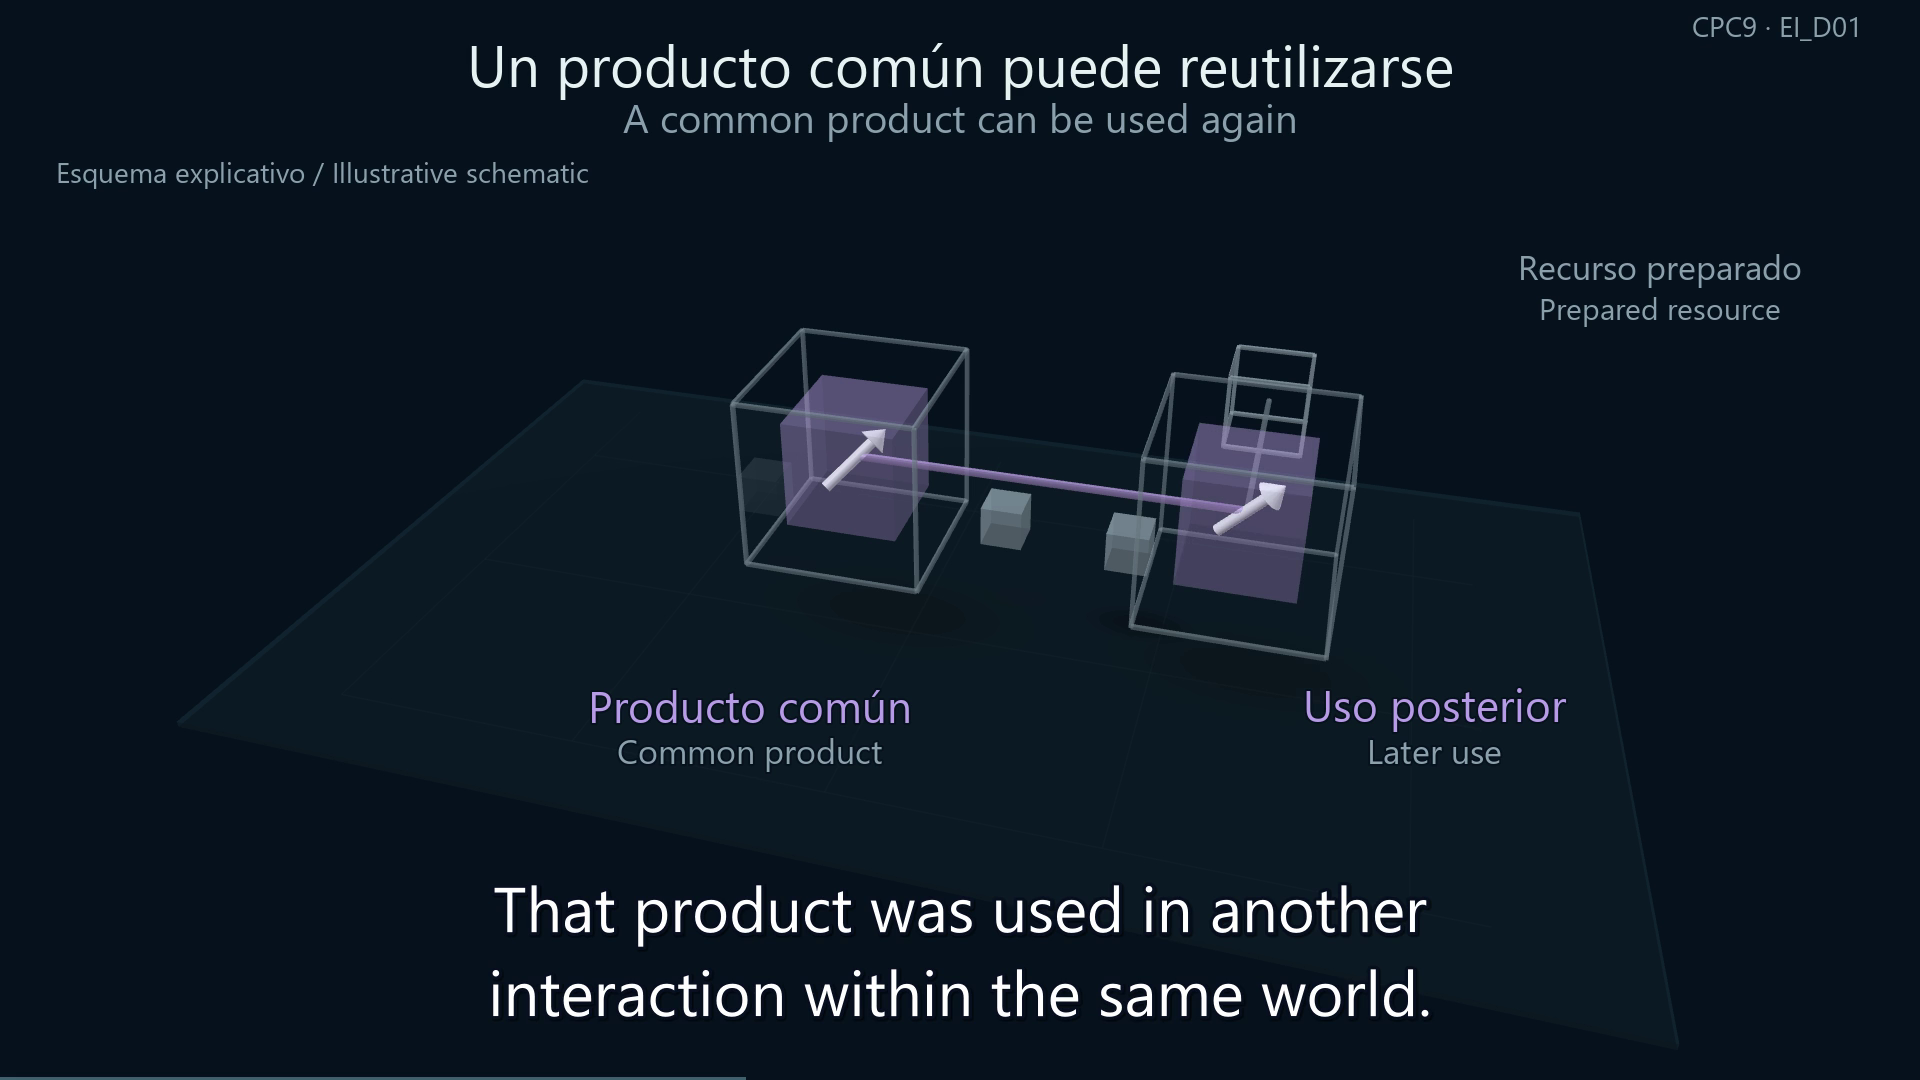 CPC9 · EI_D01
Un producto común puede reutilizarse
A common product can be used again
Esquema explicativo / Illustrative schematic
Recurso preparado
Prepared resource
Producto común
Common product
Uso posterior
Later use
That product was used in another
interaction within the same world.